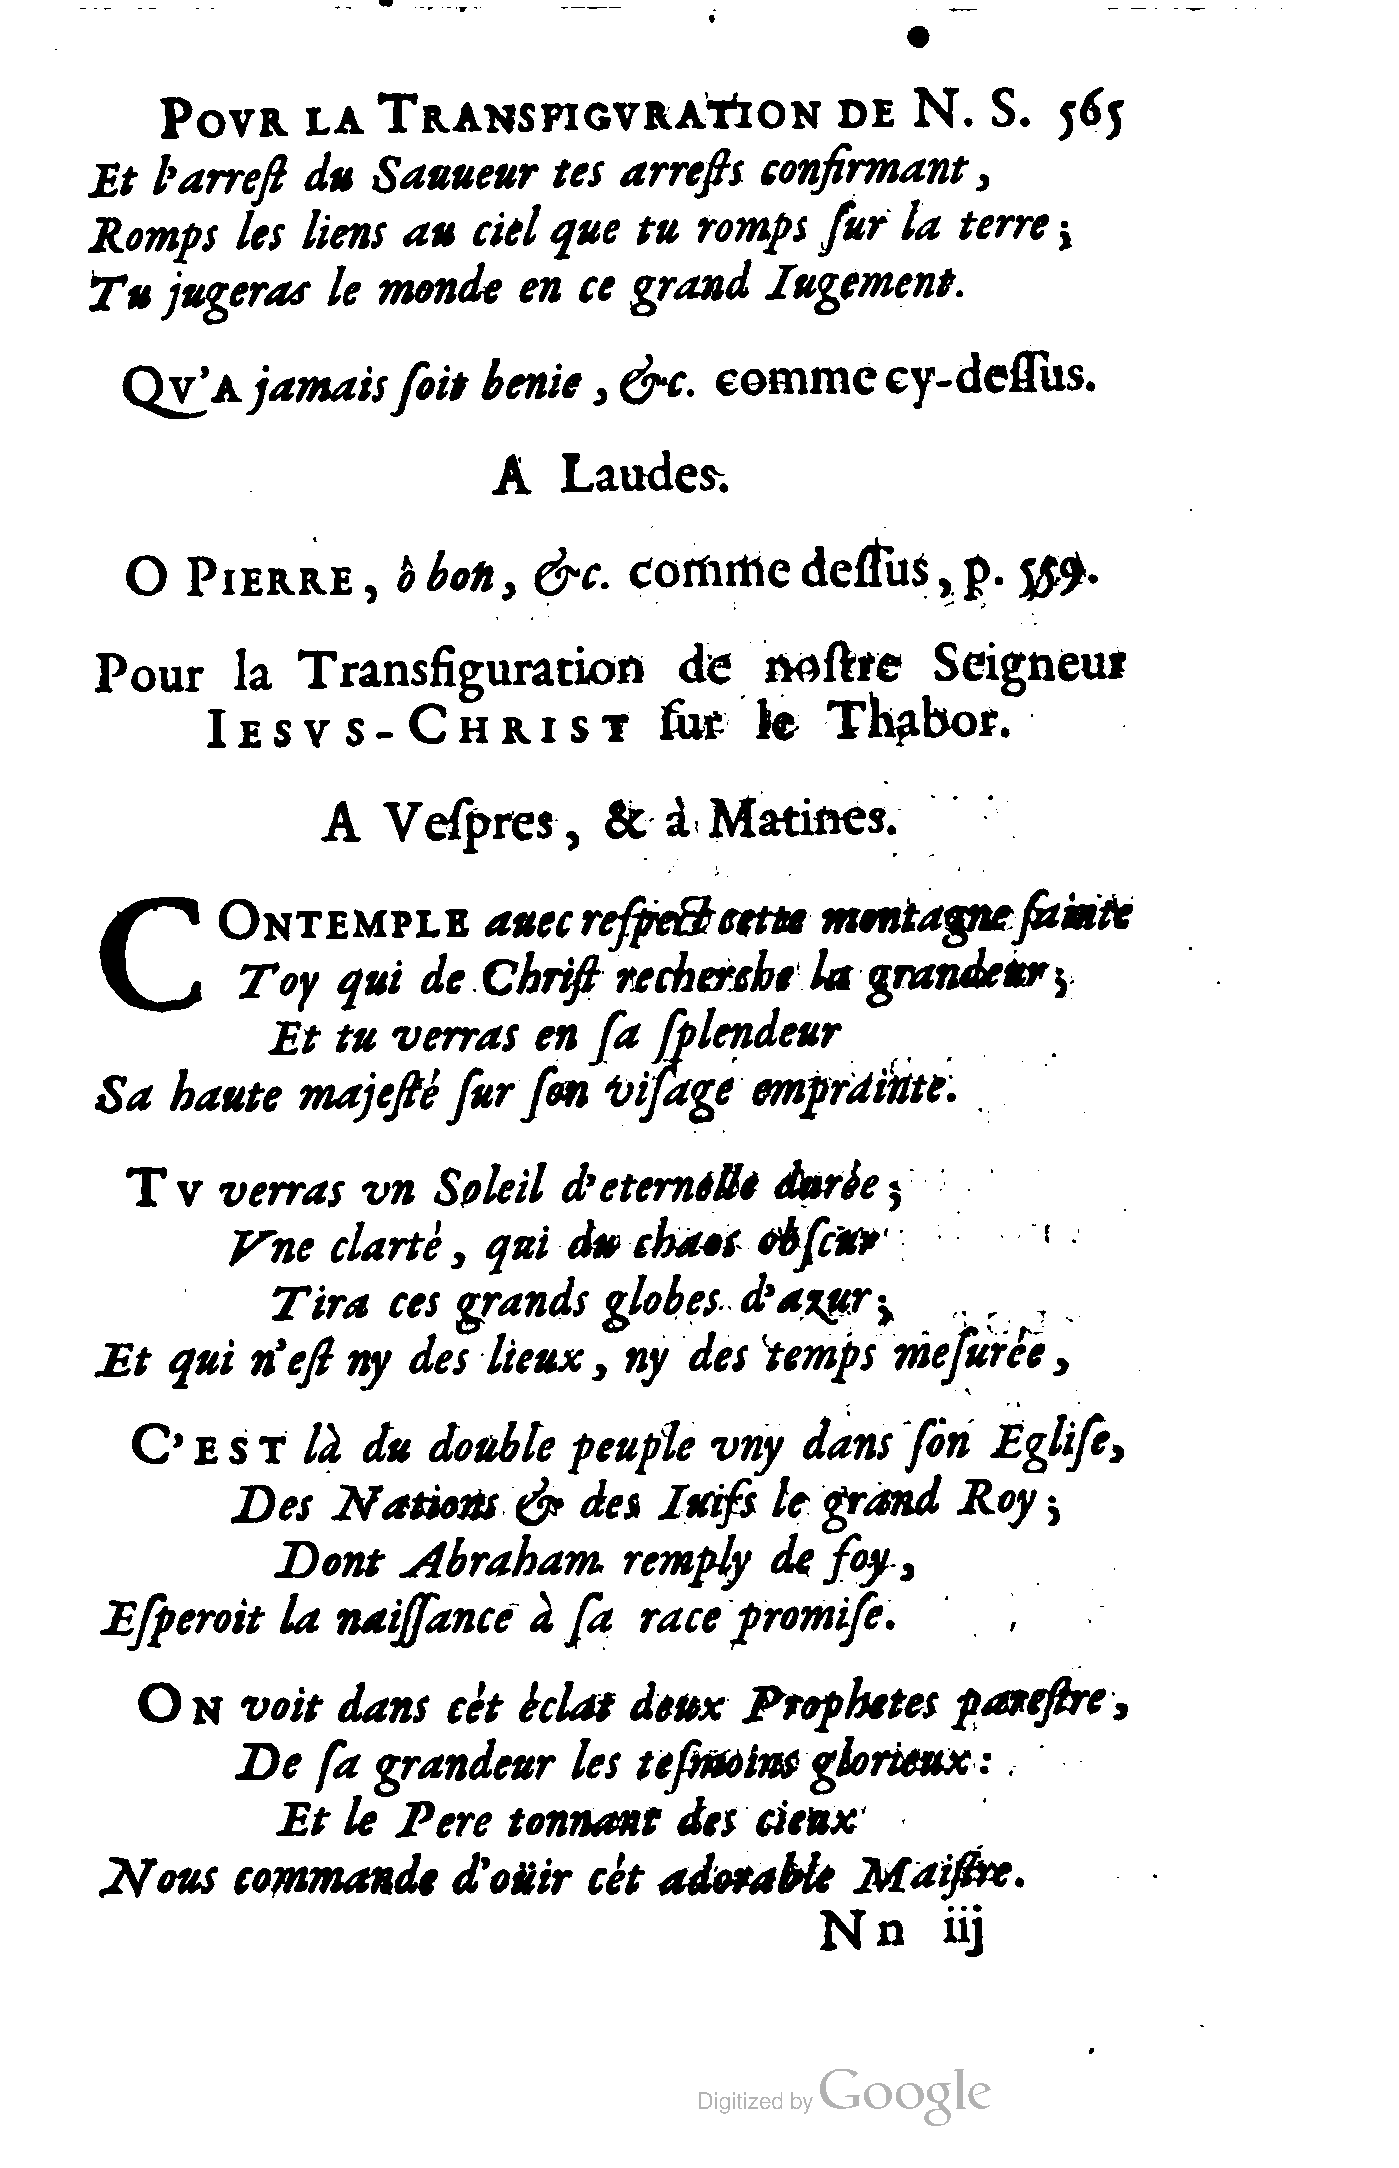 POVR LA TRANSFIGVRATION DE N. S. 565
Et l'arreſt du Sauueur tes arreſts confirmant,
Romps les liens au ciel que tu romps ſur la terre;
Tu jugeras le monde en ce grand Iugement.
QV'A jamais ſoit benie, &c. comme cy-deſſus.
A Laudes.
O PIERRE, ô bon, &c. comme deſſus, p. 559.
Pour la Transfiguration de noſtre Seigneur
IESVS-CHRIST ſur le Thabor.
A Veſpres, & à Matines.
CONTEMPLE auec reſpect cette montagne ſainte
Toy qui de Chriſt recherche la grandeur;
Et tu verras en ſa ſplendeur
Sa haute majeſté ſur ſon viſage emprainte.
TV verras vn Soleil d'eternelle durée;
Vne clarté, qui du chaos obſcur
Tira ces grands globes d'azur;
Et qui n'eſt ny des lieux, ny des temps meſurée,
C'EST là du double peuple vny dans ſon Egliſe,
Des Nations & des Iuifs le grand Roy;
Dont Abraham remply de foy,
Eſperoit la naiſſance à ſa race promiſe.
ON voit dans cét éclat deux Prophetes pareſtre,
De ſa grandeur les teſmoins glorieux:
Et le Pere tonnant des cieux
Nous commande d'oüir cét adorable Maiſtre.
Nn iij
Digitized by Google